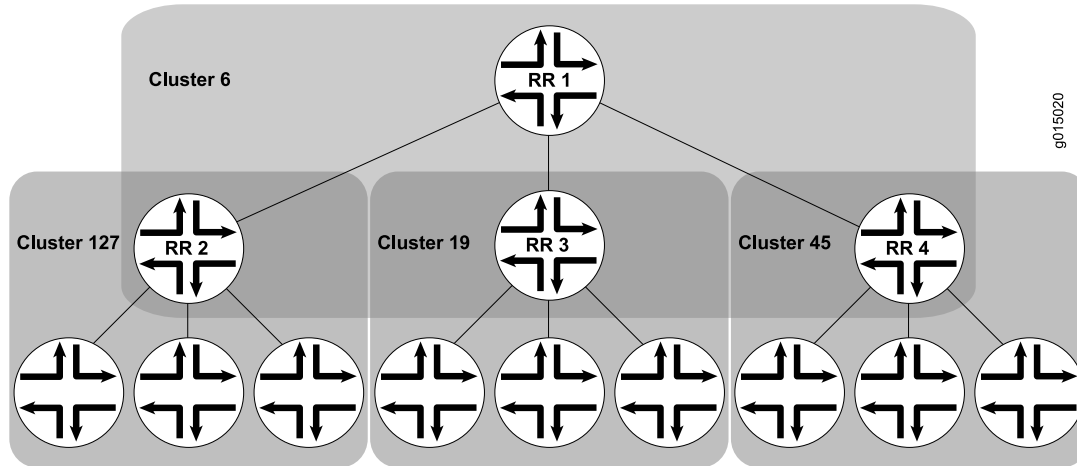 Cluster 6
RR 1
g015020
Cluster 127
RR 2
Cluster 19
RR 3
Cluster 45
RR 4